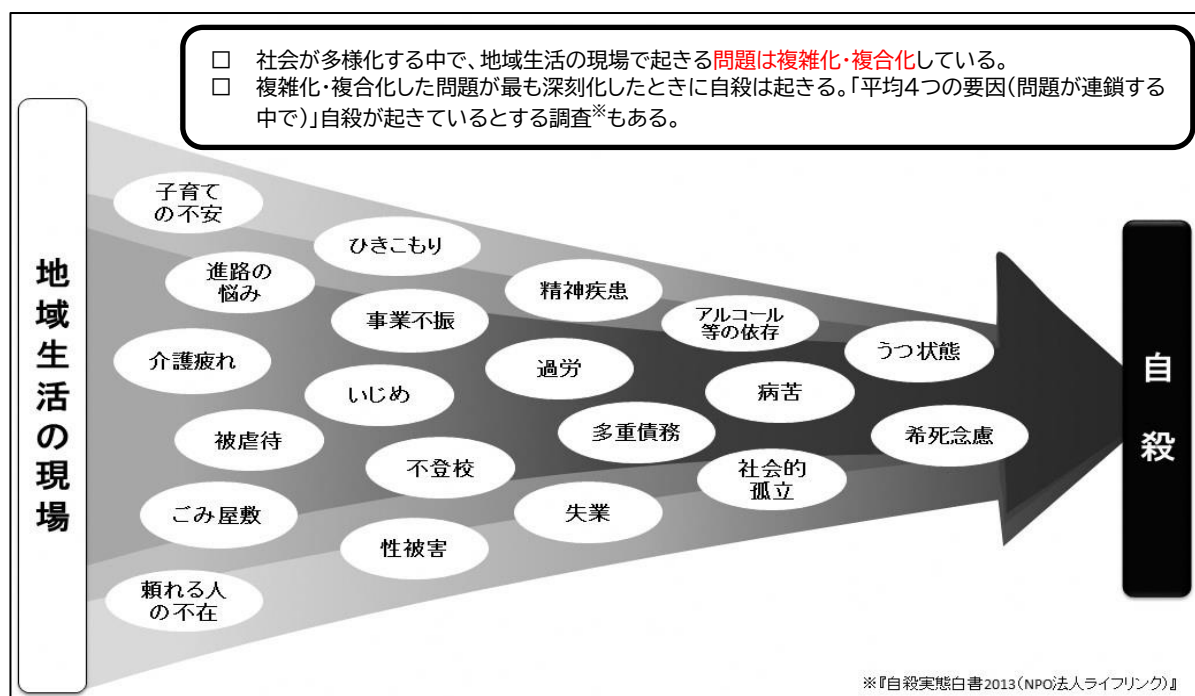 □ 社会が多様化する中で、地域生活の現場で起きる問題は複雑化・複合化している。
□ 複雑化・複合化した問題が最も深刻化したときに自殺は起きる。「平均4つの要因(問題が連鎖する
中で)」自殺が起きているとする調査※もある。
地域生活の現場
子育て
の不安
ひきこもり
進路の
悩み
精神疾患
事業不振
アルコール
等の依存
うつ状態
介護疲れ
過労
いじめ
病苦
被虐待
多重債務
希死念慮
不登校
社会的
孤立
ごみ屋敷
失業
性被害
頼れる人
の不在
自殺
※『自殺実態白書2013(NPO法人ライフリンク)』